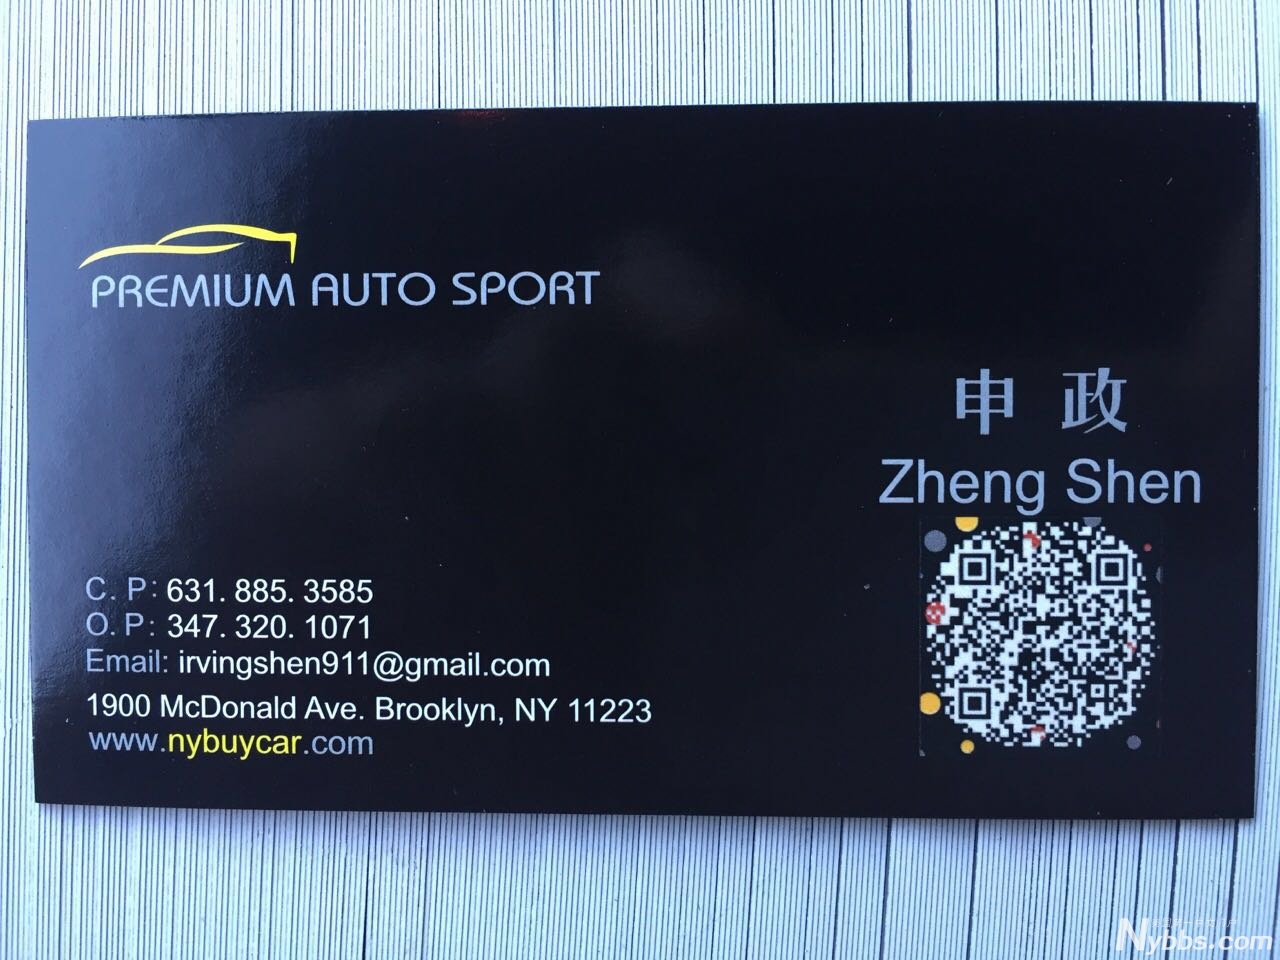 PREMIUM AUTO SPORT
申 政
Zheng Shen
C. P: 631. 885. 3585
O. P: 347. 320. 1071
Email: irvingshen911@gmail.com
1900 McDonald Ave. Brooklyn, NY 11223
www.nybuycar.com
Nybbs.com